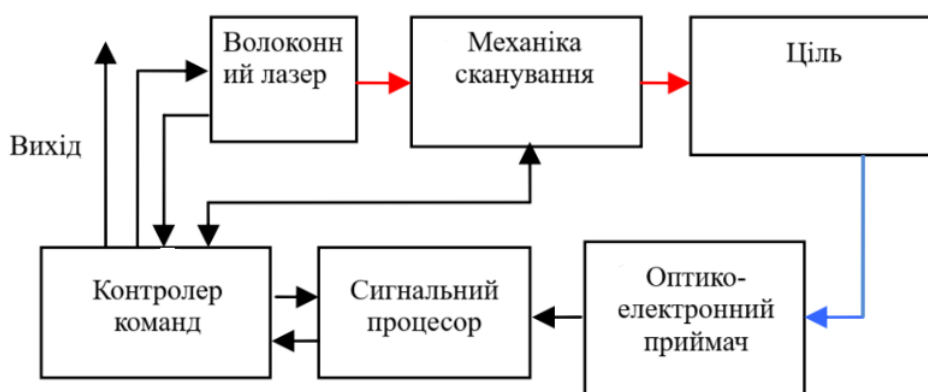 Волоконн
ий лазер
Механіка
сканування
Ціль
Вихід
Контролер
команд
Сигнальний
процесор
Оптико-
електронний
приймач